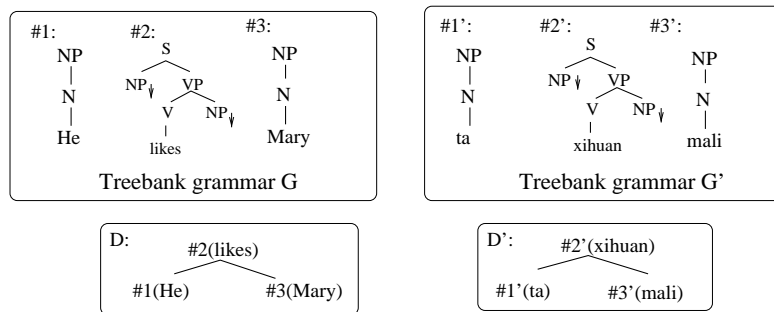 #1: #2: #3:
S
NP NP
NP↓ VP
N N
V NP↓
He likes Mary
Treebank grammar G
#1': #2': #3':
S
NP NP
NP↓ VP
N N
V NP↓
ta xihuan mali
Treebank grammar G'
D:
#2(likes)
#1(He) #3(Mary)
D':
#2'(xihuan)
#1'(ta) #3'(mali)